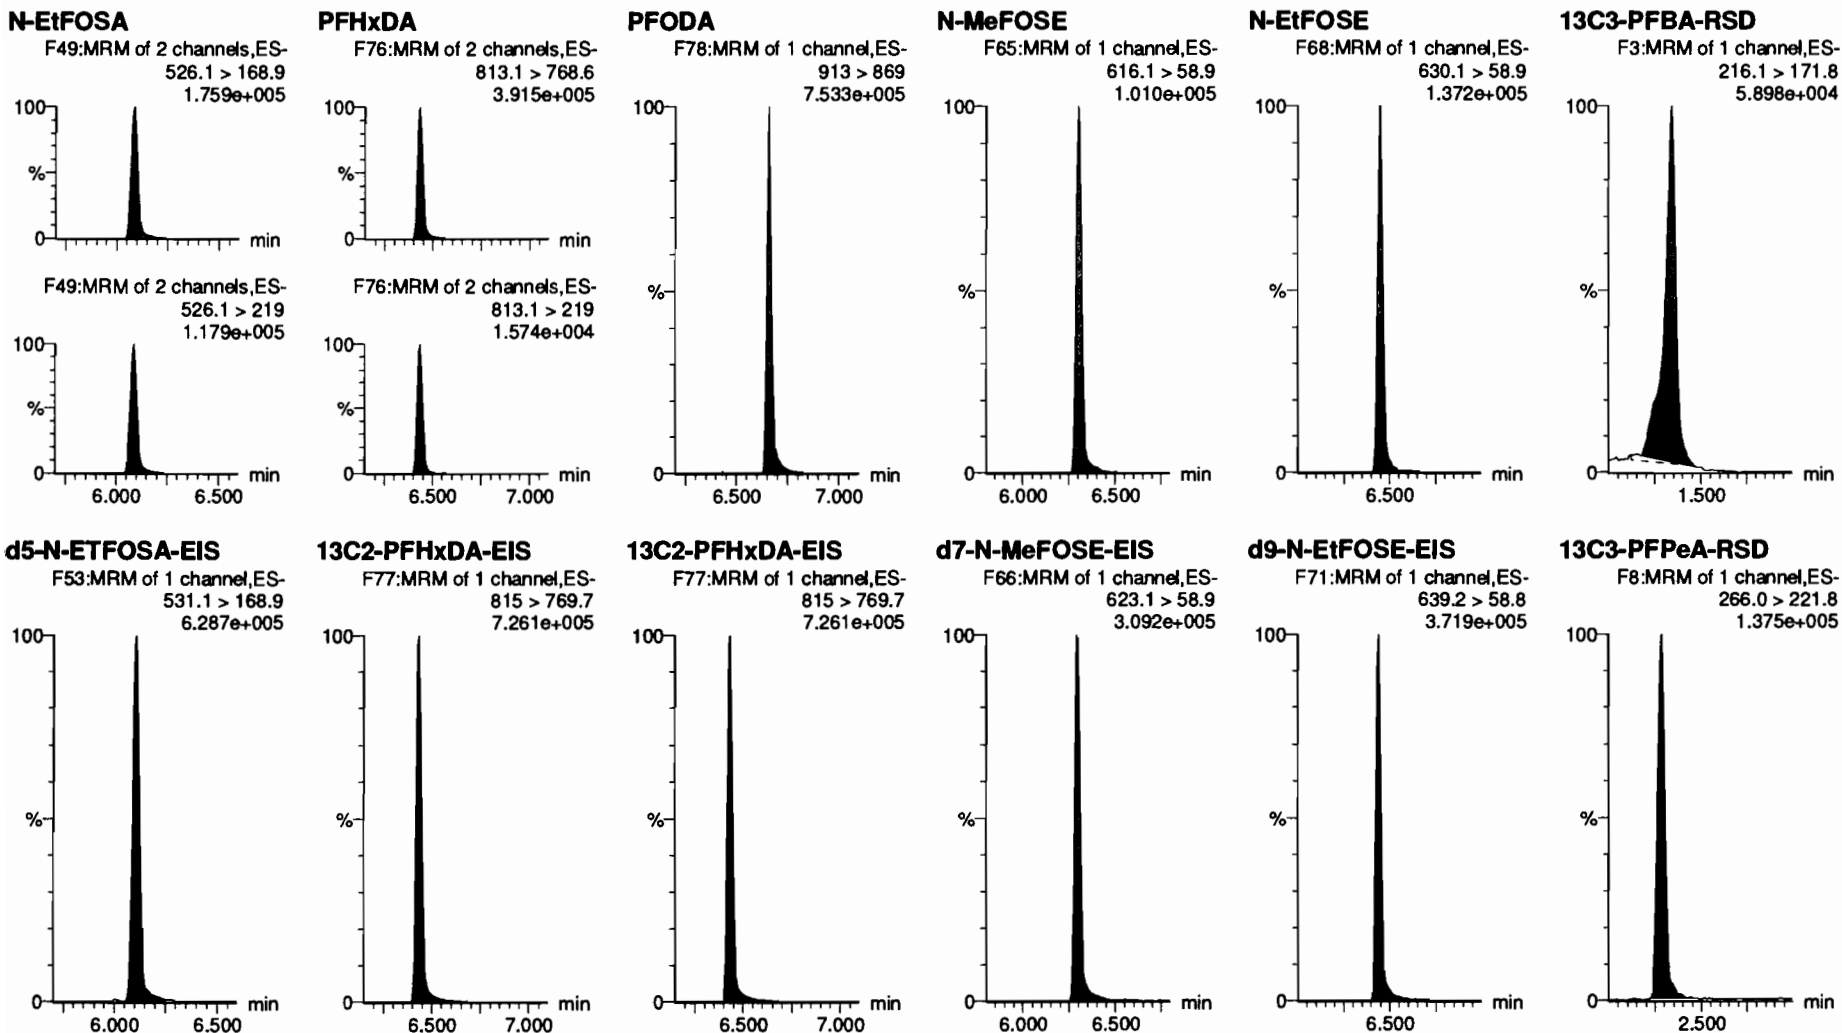 N-EtFOSA
F49:MRM of 2 channels,ES-
526.1 > 168.9
1.759e+005
100
%
0
min
F49:MRM of 2 channels,ES-
526.1 > 219
1.179e+005
100
%
0
min
6.000
6.500
PFHxDA
F76:MRM of 2 channels,ES-
813.1 > 768.6
3.915e+005
100
%
0
min
F76:MRM of 2 channels,ES-
813.1 > 219
1.574e+004
100
%
0
min
6.500
7.000
PFODA
F78:MRM of 1 channel,ES-
913 > 869
7.533e+005
100
%
0
min
6.500
7.000
N-MeFOSE
F65:MRM of 1 channel,ES-
616.1 > 58.9
1.010e+005
100
%
0
min
6.000
6.500
N-EtFOSE
F68:MRM of 1 channel,ES-
630.1 > 58.9
1.372e+005
100
%
0
min
6.500
13C3-PFBA-RSD
F3:MRM of 1 channel,ES-
216.1 > 171.8
5.898e+004
100
%
0
min
1.500
d5-N-ETFOSA-EIS
F53:MRM of 1 channel,ES-
531.1 > 168.9
6.287e+005
100
%
0
min
6.000
6.500
13C2-PFHxDA-EIS
F77:MRM of 1 channel,ES-
815 > 769.7
7.261e+005
100
%
0
min
6.500
7.000
13C2-PFHxDA-EIS
F77:MRM of 1 channel,ES-
815 > 769.7
7.261e+005
100
%
0
min
6.500
7.000
d7-N-MeFOSE-EIS
F66:MRM of 1 channel,ES-
623.1 > 58.9
3.092e+005
100
%
0
min
6.000
6.500
d9-N-EtFOSE-EIS
F71:MRM of 1 channel,ES-
639.2 > 58.8
3.719e+005
100
%
0
min
6.500
13C3-PFPeA-RSD
F8:MRM of 1 channel,ES-
266.0 > 221.8
1.375e+005
100
%
0
min
2.500